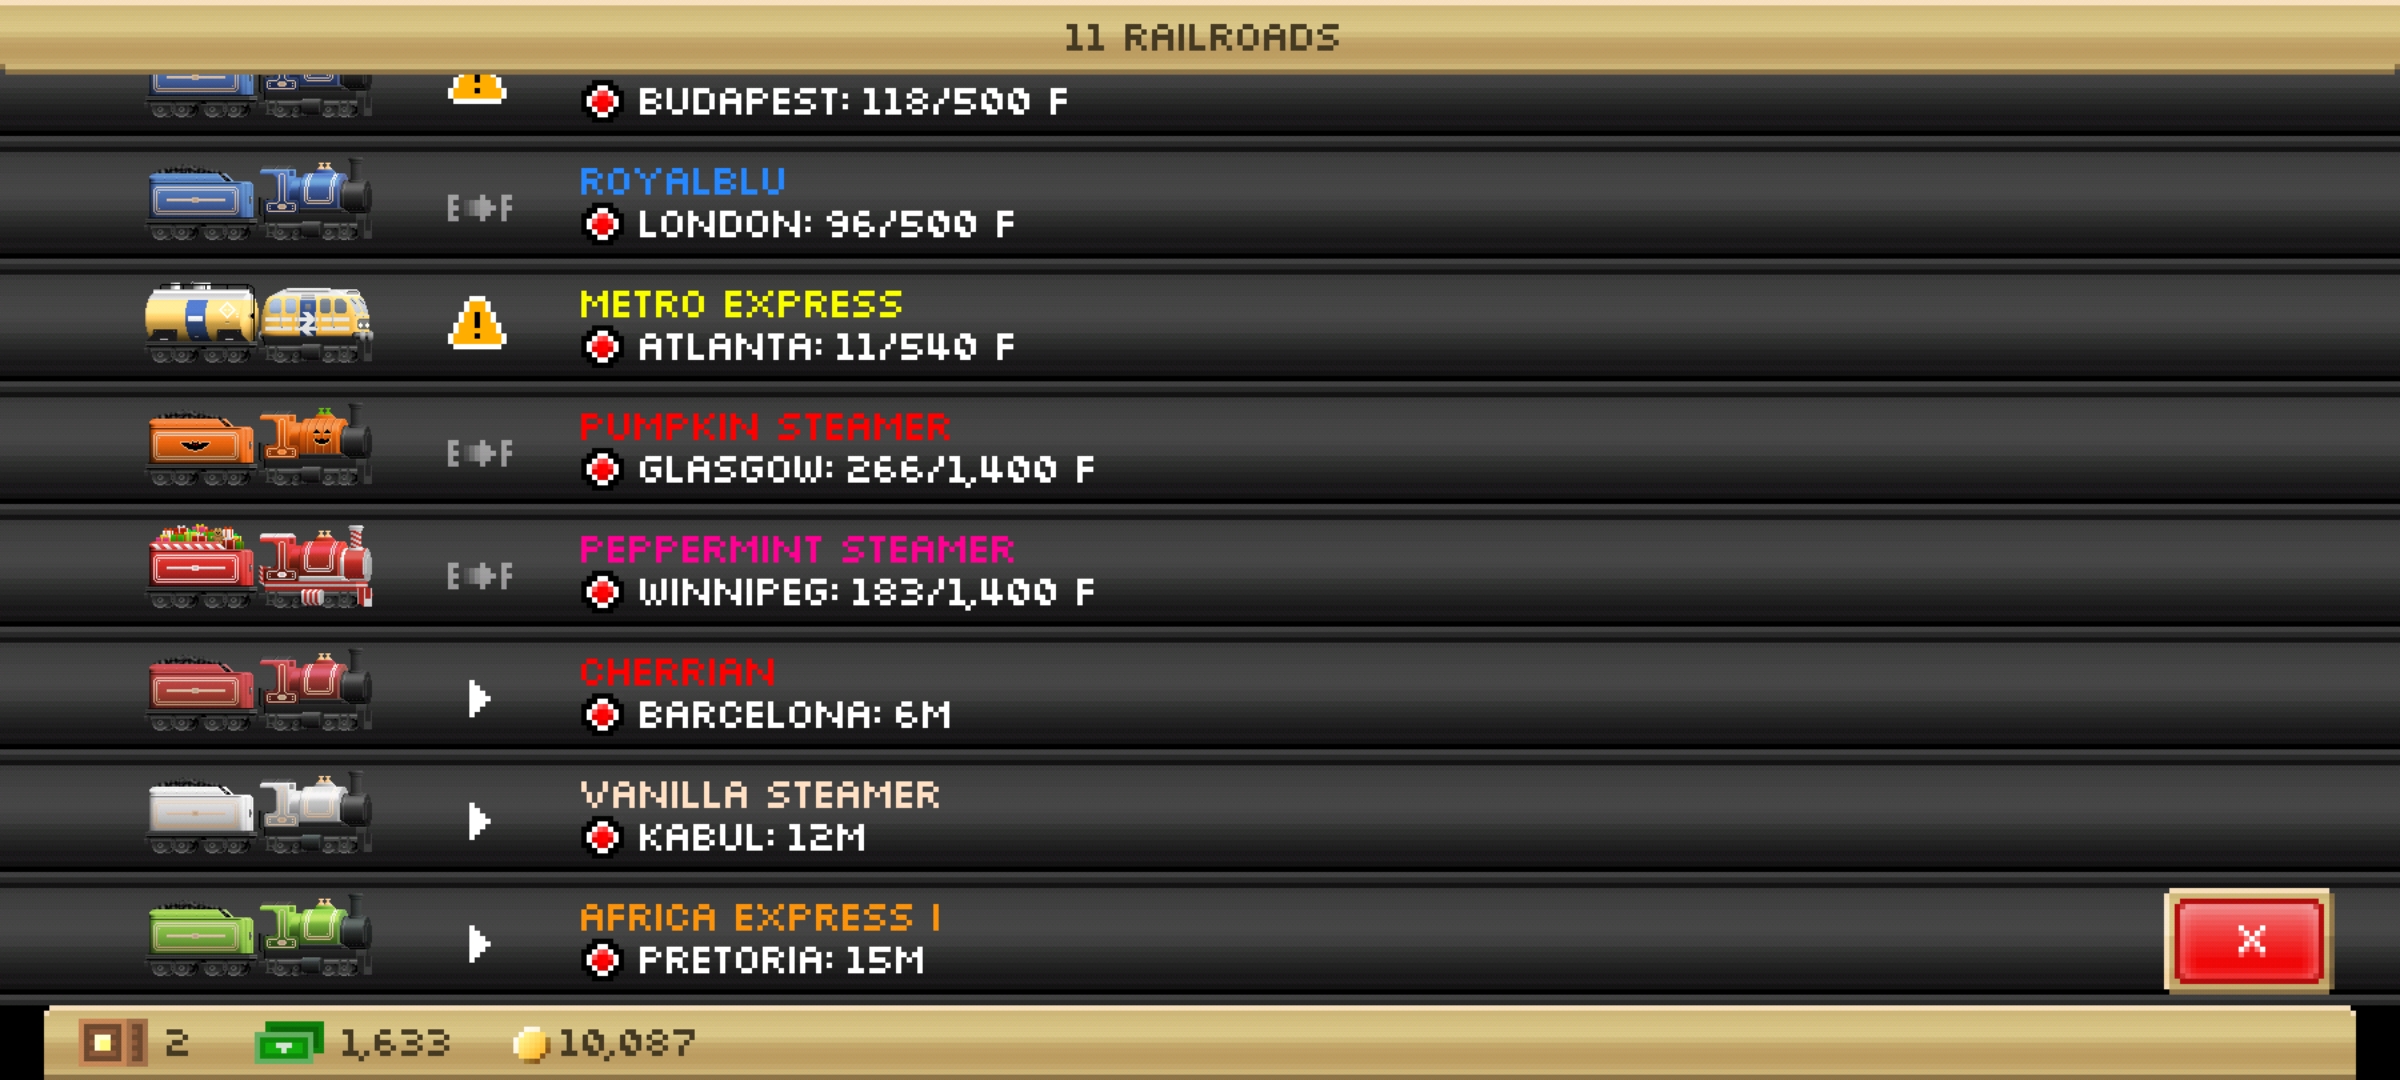 11 RAILROADS
BUDAPEST: 118/500 F
ROYALBLU
E F
LONDON: 96/500 F
METRO EXPRESS
ATLANTA: 11/540 F
PUMPKIN STEAMER
E F
GLASGOW: 266/1,400 F
PEPPERMINT STEAMER
E F
WINNIPEG: 183/1,400 F
CHERRIAN
BARCELONA: 6M
VANILLA STEAMER
KABUL: 12M
AFRICA EXPRESS I
PRETORIA: 15M
X
2 1,633 10,087